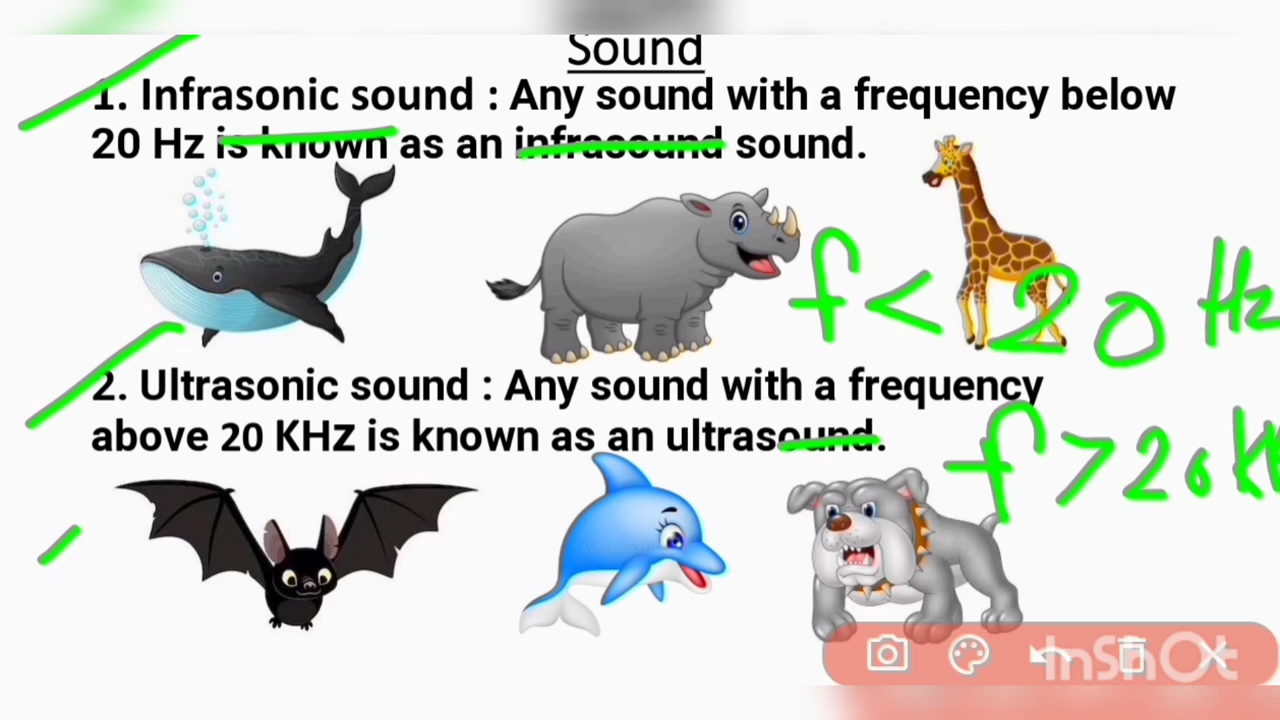 Sound
1. Infrasonic sound : Any sound with a frequency below
20 Hz is known as an infrasound sound.
f < 20 Hz
2. Ultrasonic sound : Any sound with a frequency
above 20 KHz is known as an ultrasound.
f > 20 k
InShOt